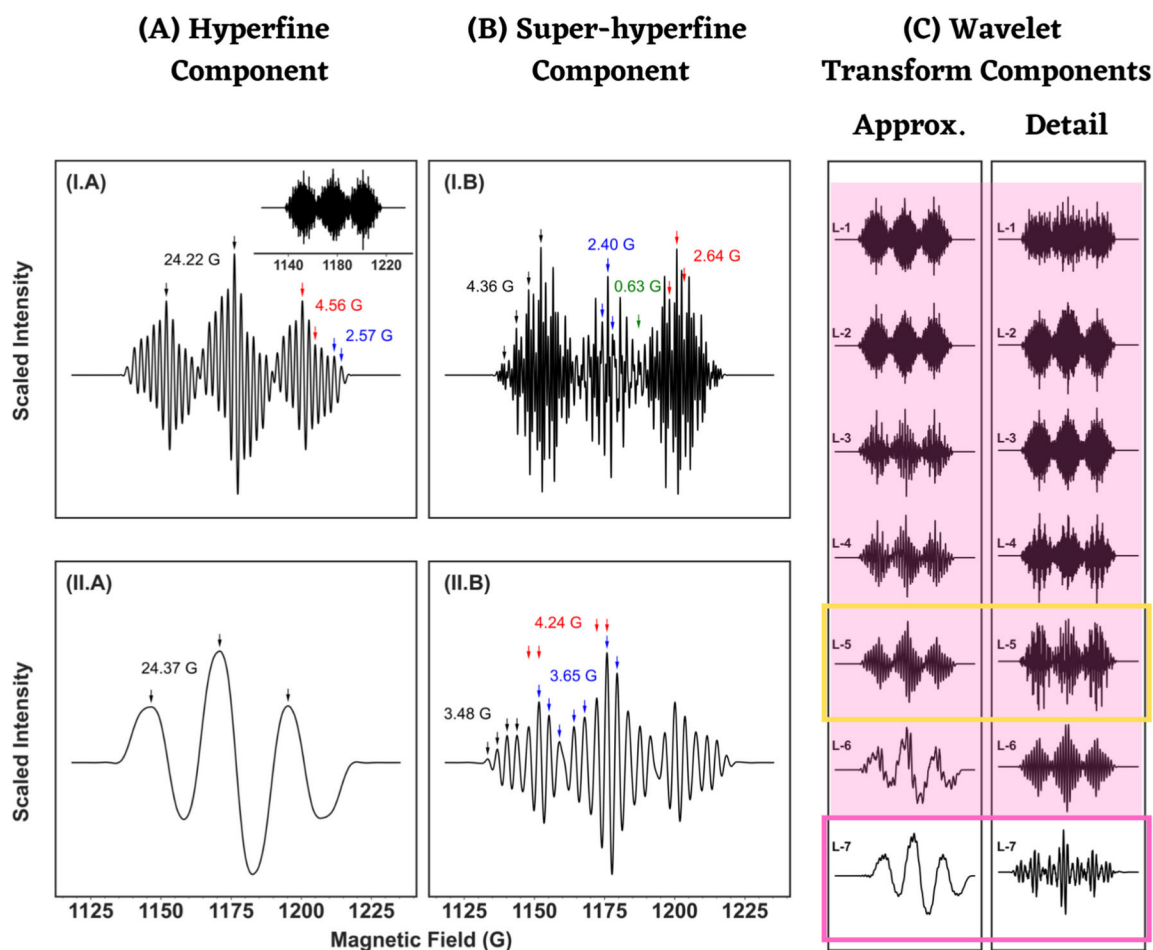 (A) Hyperfine
Component
(B) Super-hyperfine
Component
(C) Wavelet
Transform Components
Approx.
Detail
(I.A)
24.22 G
4.56 G
2.57 G
1140 1180 1220
Scaled Intensity
(I.B)
4.36 G
2.40 G
0.63 G
2.64 G
(II.A)
24.37 G
Scaled Intensity
1125 1150 1175 1200 1225
(II.B)
4.24 G
3.65 G
3.48 G
1125 1150 1175 1200 1225
Magnetic Field (G)
L-1
L-1
L-2
L-2
L-3
L-3
L-4
L-4
L-5
L-5
L-6
L-6
L-7
L-7